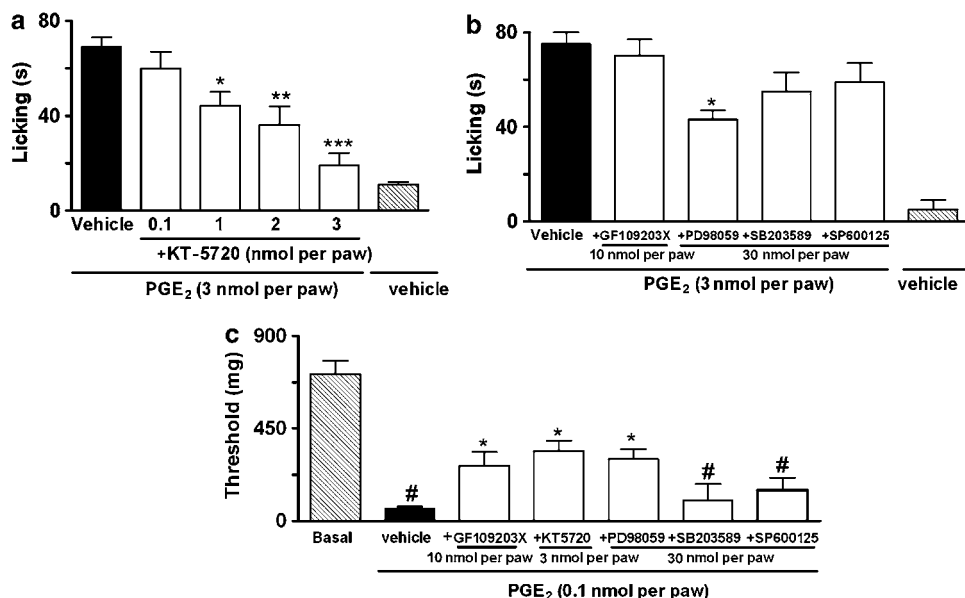 a
80
40
0
Licking (s)
*
**
***
Vehicle 0.1 1 2 3
+KT-5720 (nmol per paw)
PGE2 (3 nmol per paw) vehicle
b
80
40
0
Licking (s)
*
Vehicle +GF109203X +PD98059 +SB203589 +SP600125
10 nmol per paw 30 nmol per paw
PGE2 (3 nmol per paw) vehicle
c
900
450
0
Threshold (mg)
# * * * # #
Basal vehicle +GF109203X +KT5720 +PD98059 +SB203589 +SP600125
10 nmol per paw 3 nmol per paw 30 nmol per paw
PGE2 (0.1 nmol per paw)